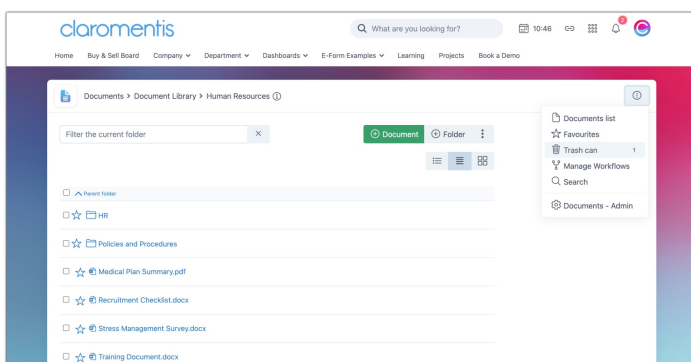 claromentis
What are you looking for?
10:46
2
Home Buy & Sell Board Company Department Dashboards E-Form Examples Learning Projects Book a Demo
Documents > Document Library > Human Resources
Filter the current folder
Document
Folder
Documents list
Favourites
Trash can 1
Manage Workflows
Search
Documents - Admin
Parent folder
HR
Policies and Procedures
Medical Plan Summary.pdf
Recruitment Checklist.docx
Stress Management Survey.docx
Training Document.docx